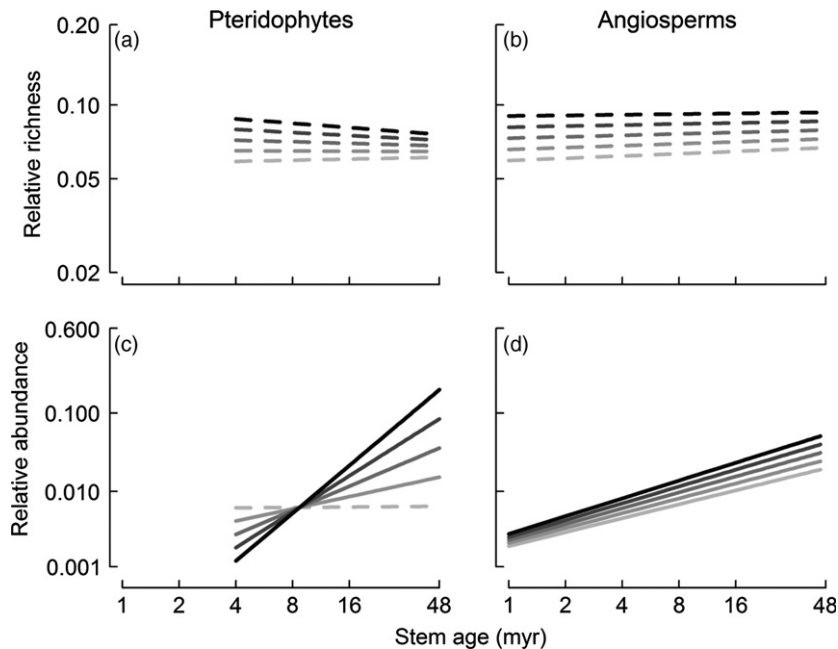 Pteridophytes
Angiosperms
(a)
(b)
0.20
0.10
0.05
0.02
Relative richness
(c)
(d)
0.600
0.100
0.010
0.001
Relative abundance
1 2 4 8 16 48
1 2 4 8 16 48
Stem age (myr)